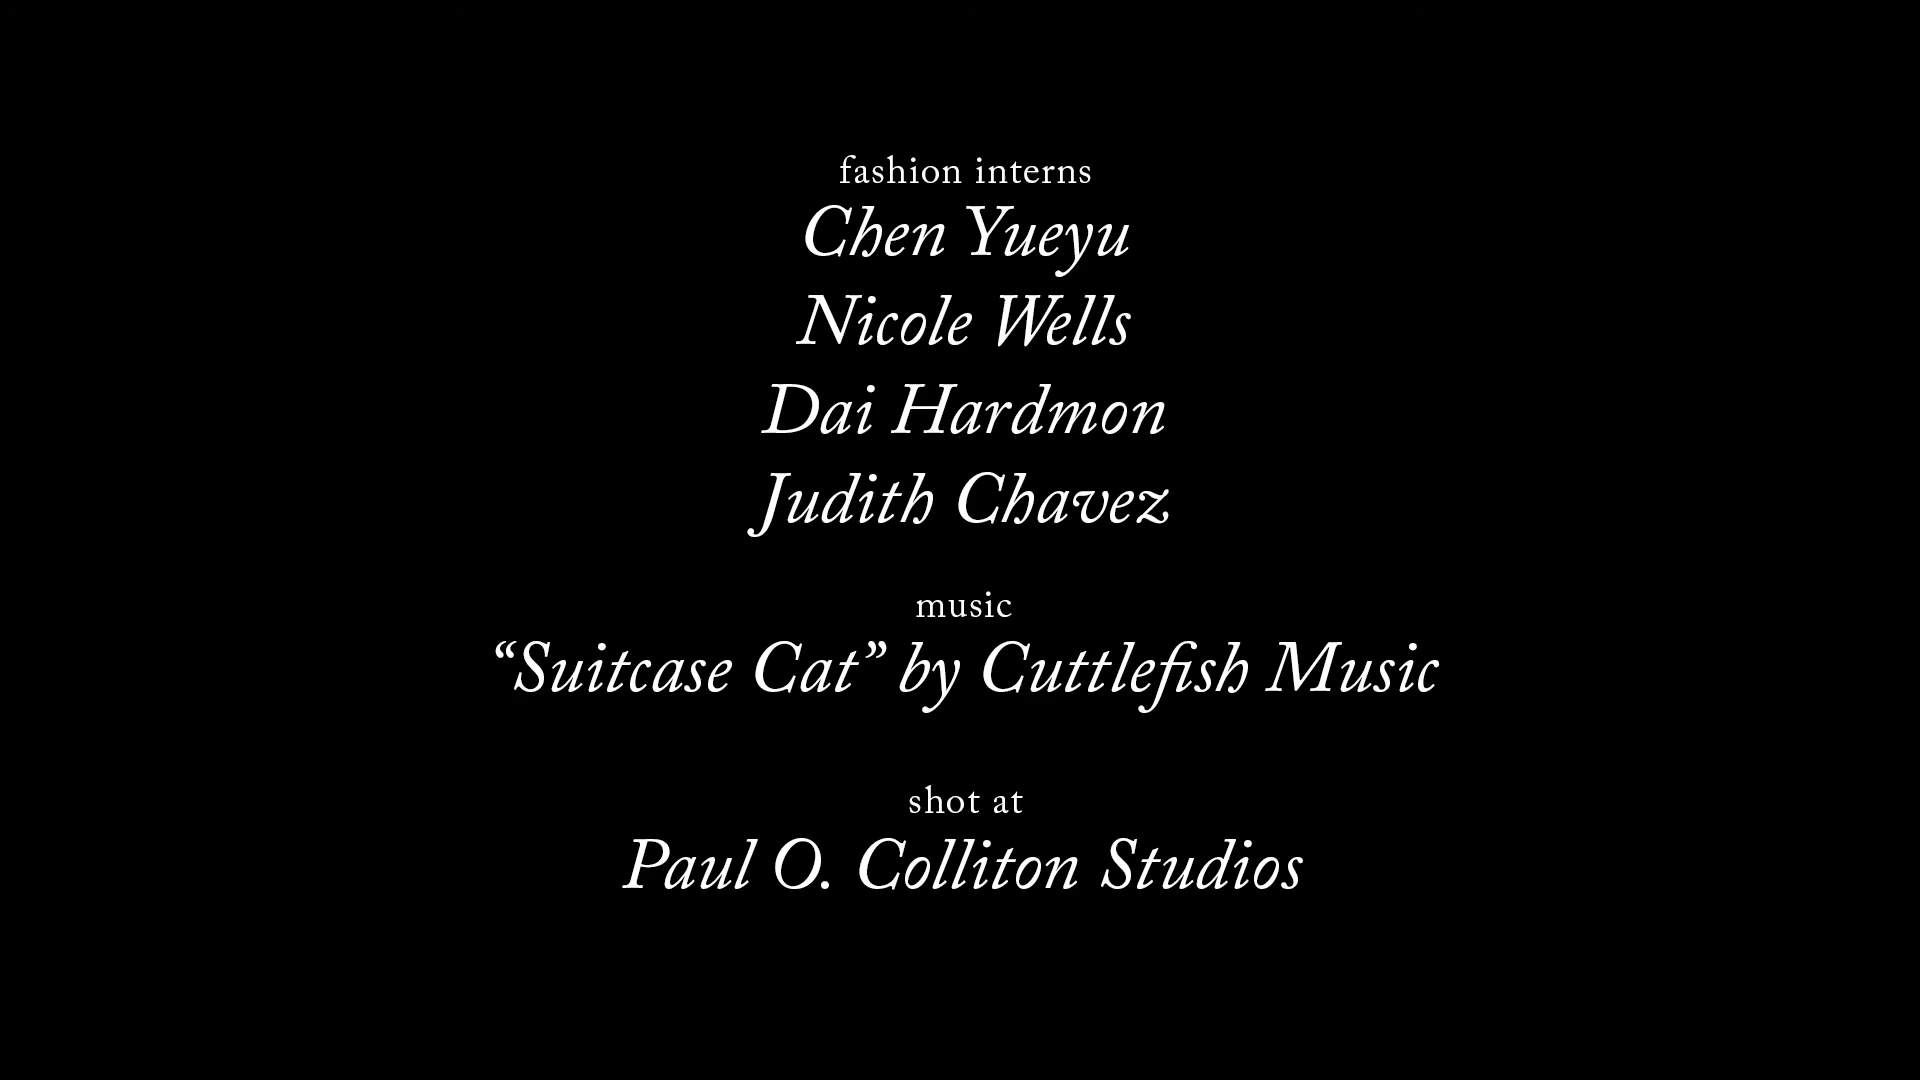 fashion interns
Chen Yueyu
Nicole Wells
Dai Hardmon
Judith Chavez
music
“Suitcase Cat” by Cuttlefish Music
shot at
Paul O. Colliton Studios